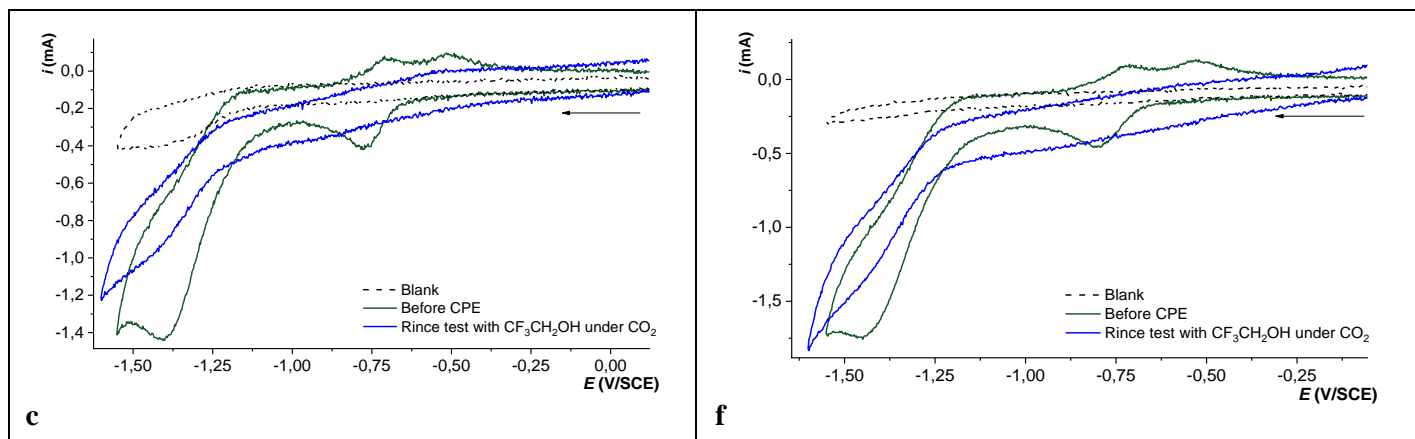 i (mA)
0,0
-0,2
-0,4
-0,6
-0,8
-1,0
-1,2
-1,4
Blank
Before CPE
Rince test with CF₃CH₂OH under CO₂
-1,50
-1,25
-1,00
-0,75
-0,50
-0,25
0,00
E (V/SCE)
c
i (mA)
0,0
-0,5
-1,0
-1,5
Blank
Before CPE
Rince test with CF₃CH₂OH under CO₂
-1,50
-1,25
-1,00
-0,75
-0,50
-0,25
E (V/SCE)
f